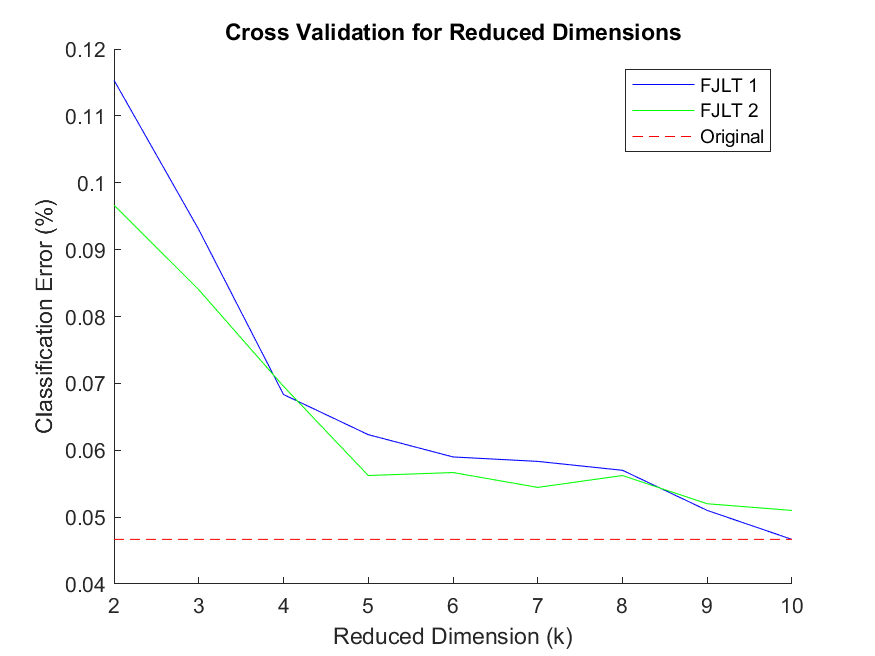 Cross Validation for Reduced Dimensions
0.12
0.11
0.1
0.09
0.08
0.07
0.06
0.05
0.04
Classification Error (%)
FJLT 1
FJLT 2
Original
2 3 4 5 6 7 8 9 10
Reduced Dimension (k)